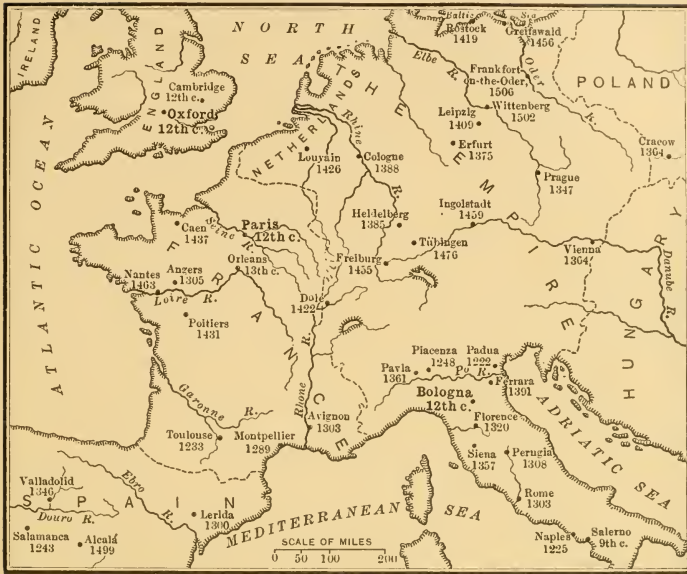 NORTH
SEA
Baltic Sea
Rostock
1419
Greifswald
1456
IRELAND
ENGLAND
Cambridge
12th c.
Oxford
12th c.
NETHERLANDS
THE EMPIRE
Elbe R.
Oder R.
Frankfort
on-the-Oder,
1506
POLAND
Leipzig
1409
Wittenberg
1502
Erfurt
1375
Cracow
1364
Rhine R.
Louvain
1426
Cologne
1388
Prague
1347
ATLANTIC OCEAN
Caen
1437
Seine R.
Paris
12th c.
Heidelberg
1385
Ingolstadt
1459
Tübingen
1476
Vienna
1364
Danube R.
HUNGARY
FRANCE
Orleans
13th c.
Freiburg
1455
Nantes
1463
Angers
1305
Loire R.
Dole
1422
Poitiers
1431
Pavia
1361
Piacenza
1248
Padua
1222
Po R.
Ferrara
1391
Bologna
12th c.
Garonne R.
Rhone R.
Avignon
1303
Florence
1320
ADRIATIC SEA
Toulouse
1233
Montpellier
1289
Siena
1357
Perugia
1308
Valladolid
1346
SPAIN
Ebro R.
Douro R.
Lerida
1300
Rome
1303
Salamanca
1243
Alcalá
1499
MEDITERRANEAN SEA
Naples
1225
Salerno
9th c.
SCALE OF MILES
0 50 100 200